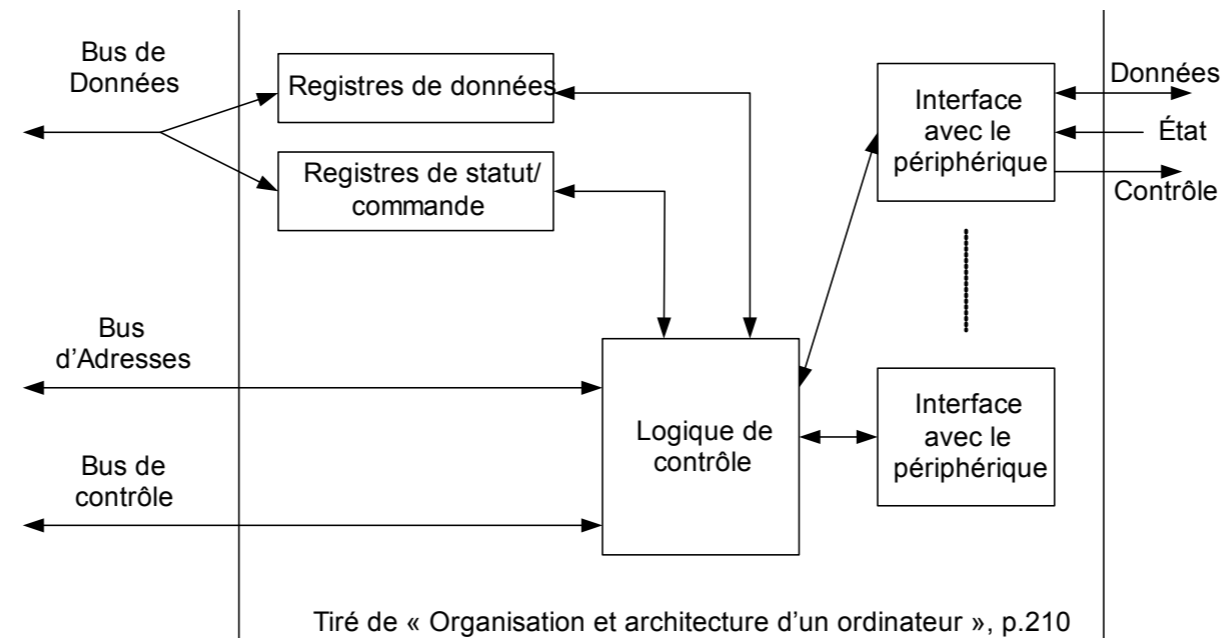 Bus de
Données
Registres de données
Registres de statut/
commande
Interface
avec le
périphérique
Données
État
Contrôle
Bus
d’Adresses
Bus de
contrôle
Logique de
contrôle
Interface
avec le
périphérique
Tiré de « Organisation et architecture d’un ordinateur », p.210